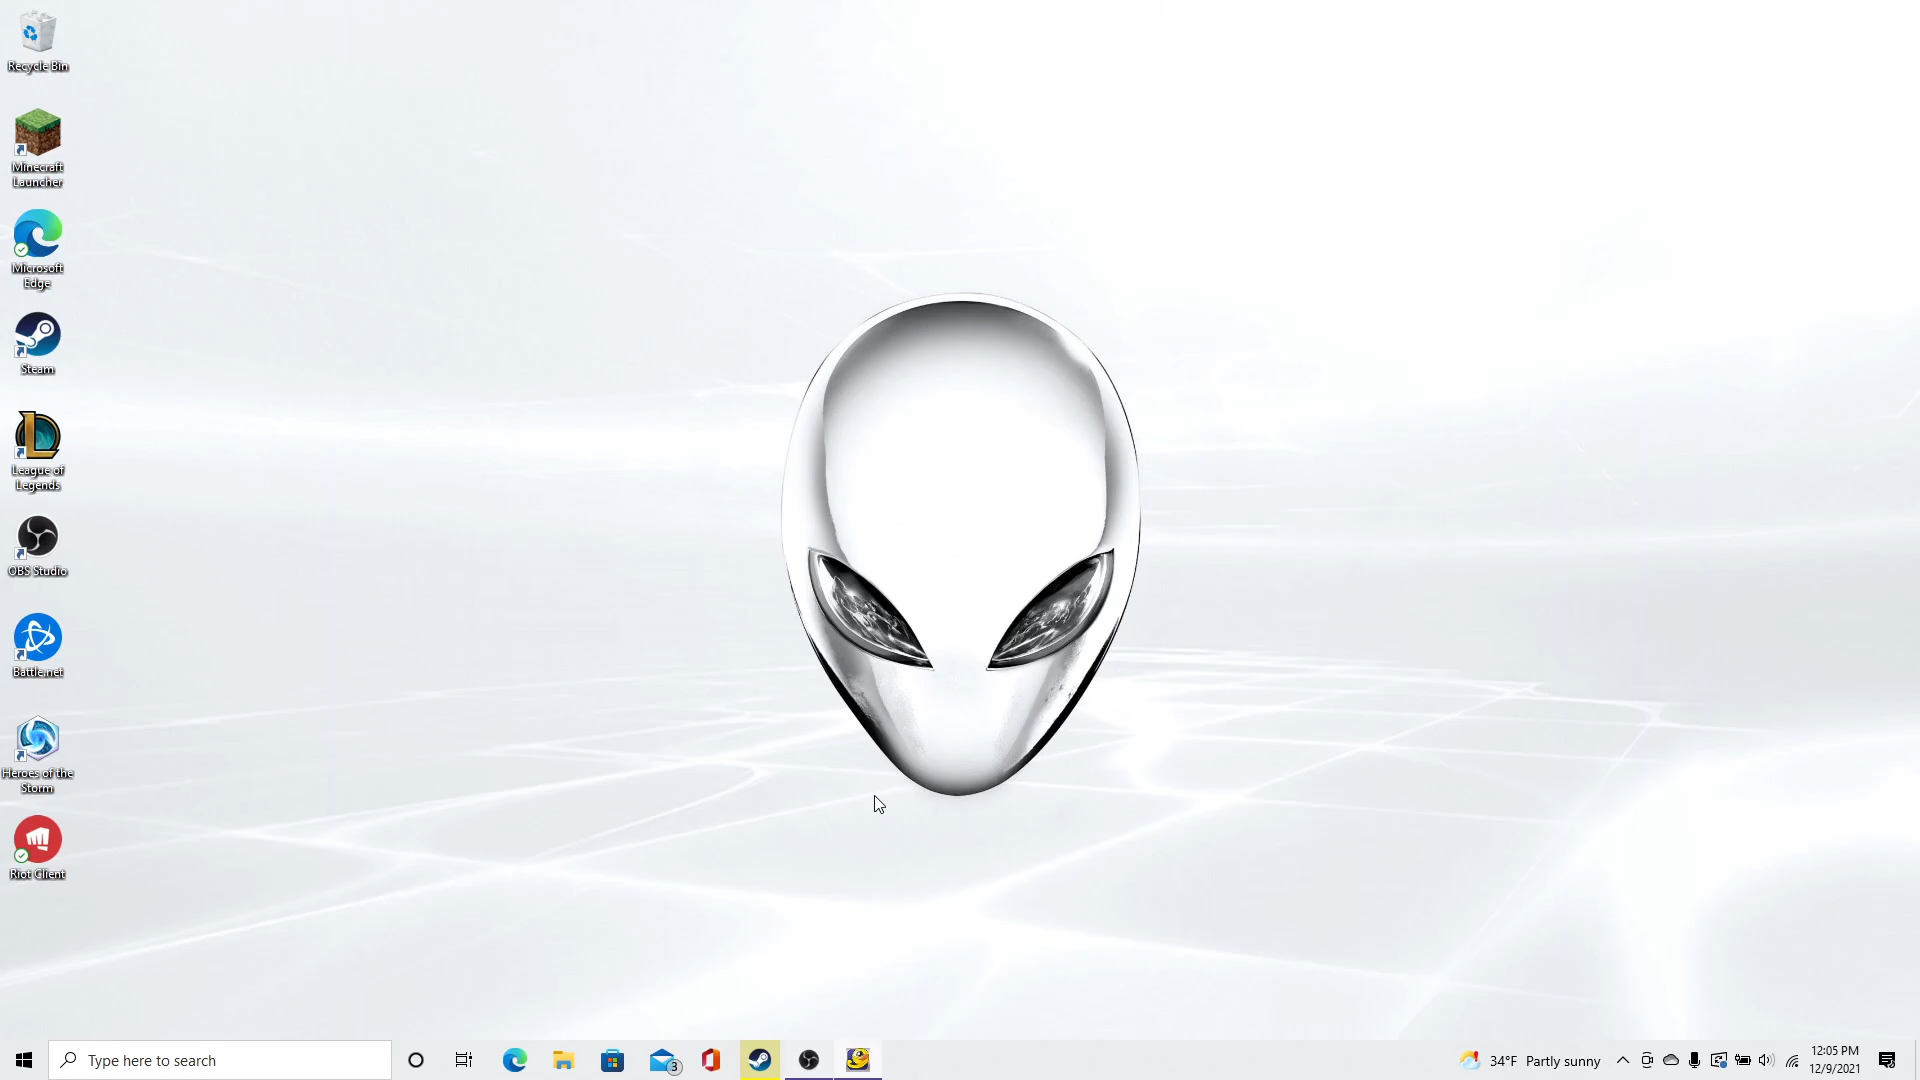 Recycle Bin
Minecraft
Launcher
Microsoft
Edge
Steam
League of
Legends
OBS Studio
Battle.net
Heroes of the
Storm
Riot Client
Type here to search
3
34°F Partly sunny
12:05 PM
12/9/2021